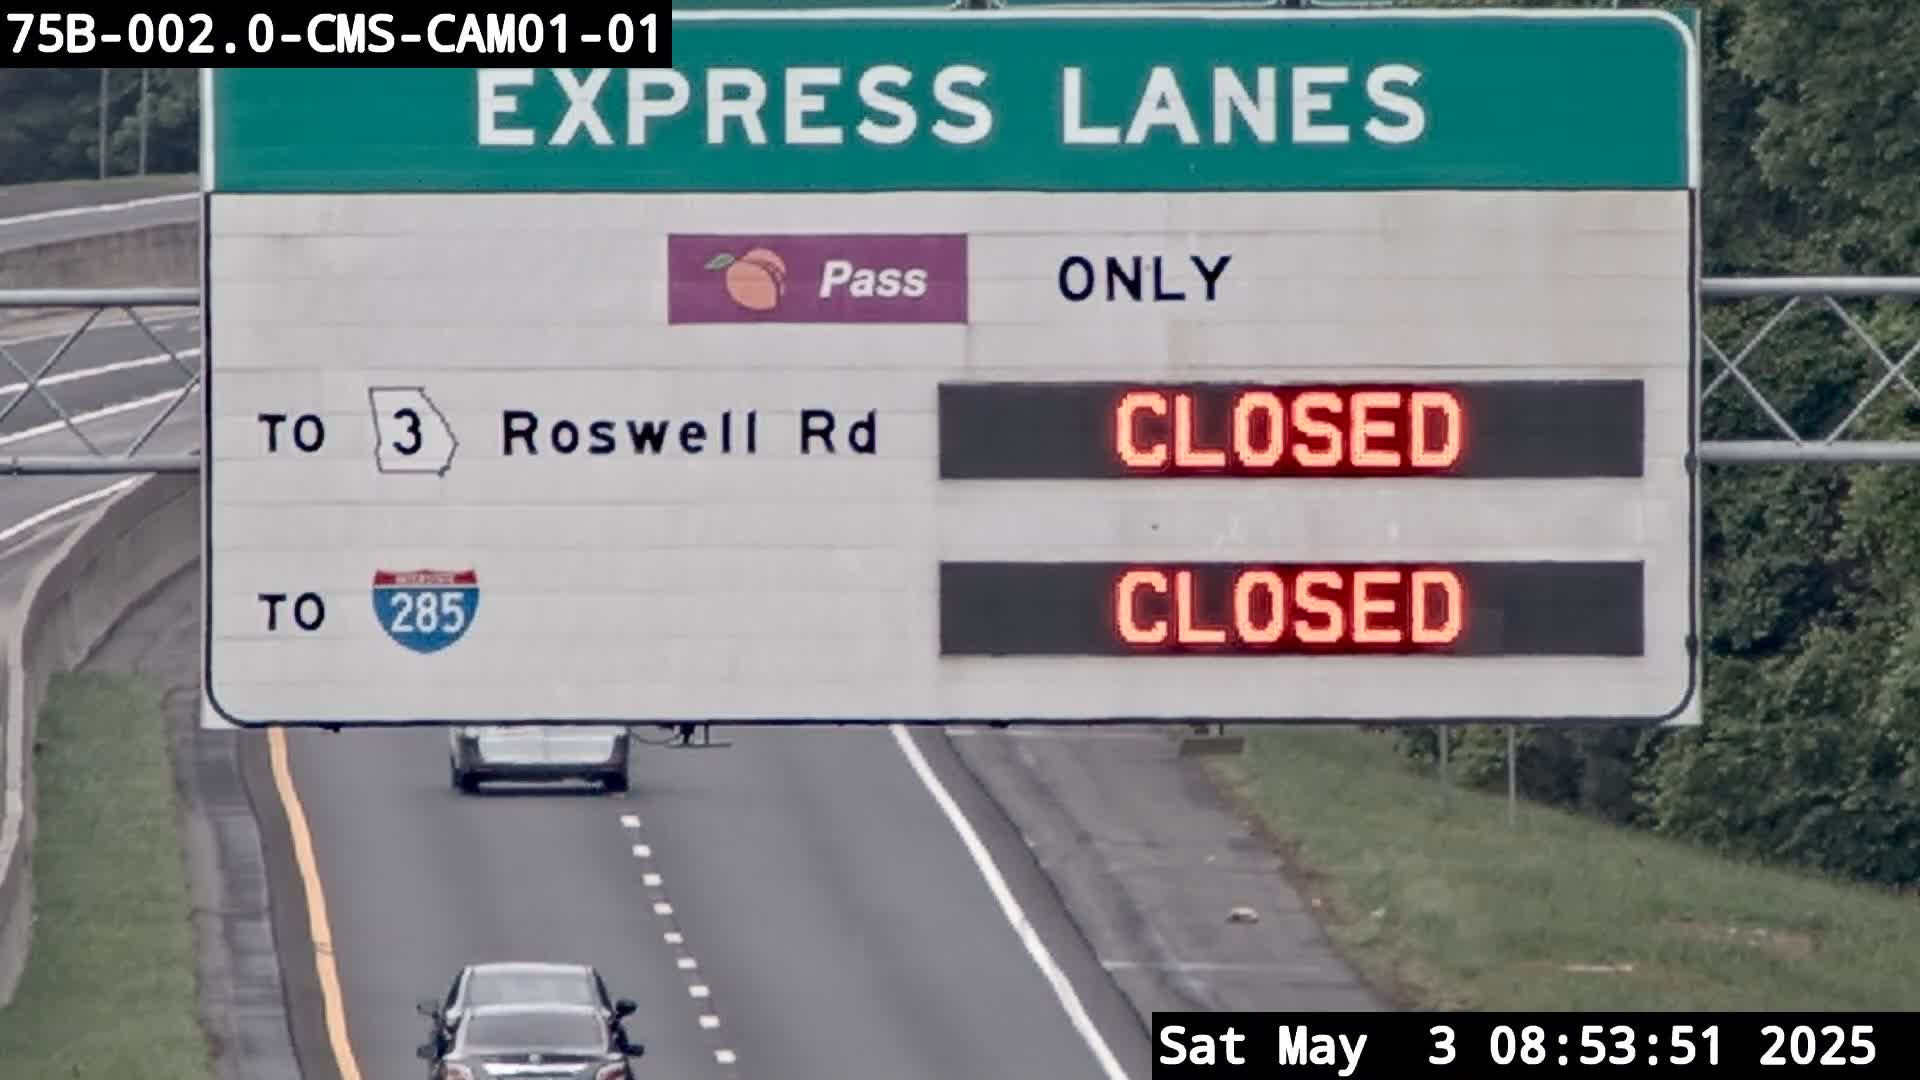 75B-002.0-CMS-CAM01-01
EXPRESS LANES
Pass ONLY
TO 3 Roswell Rd CLOSED
TO 285 CLOSED
Sat May 3 08:53:51 2025